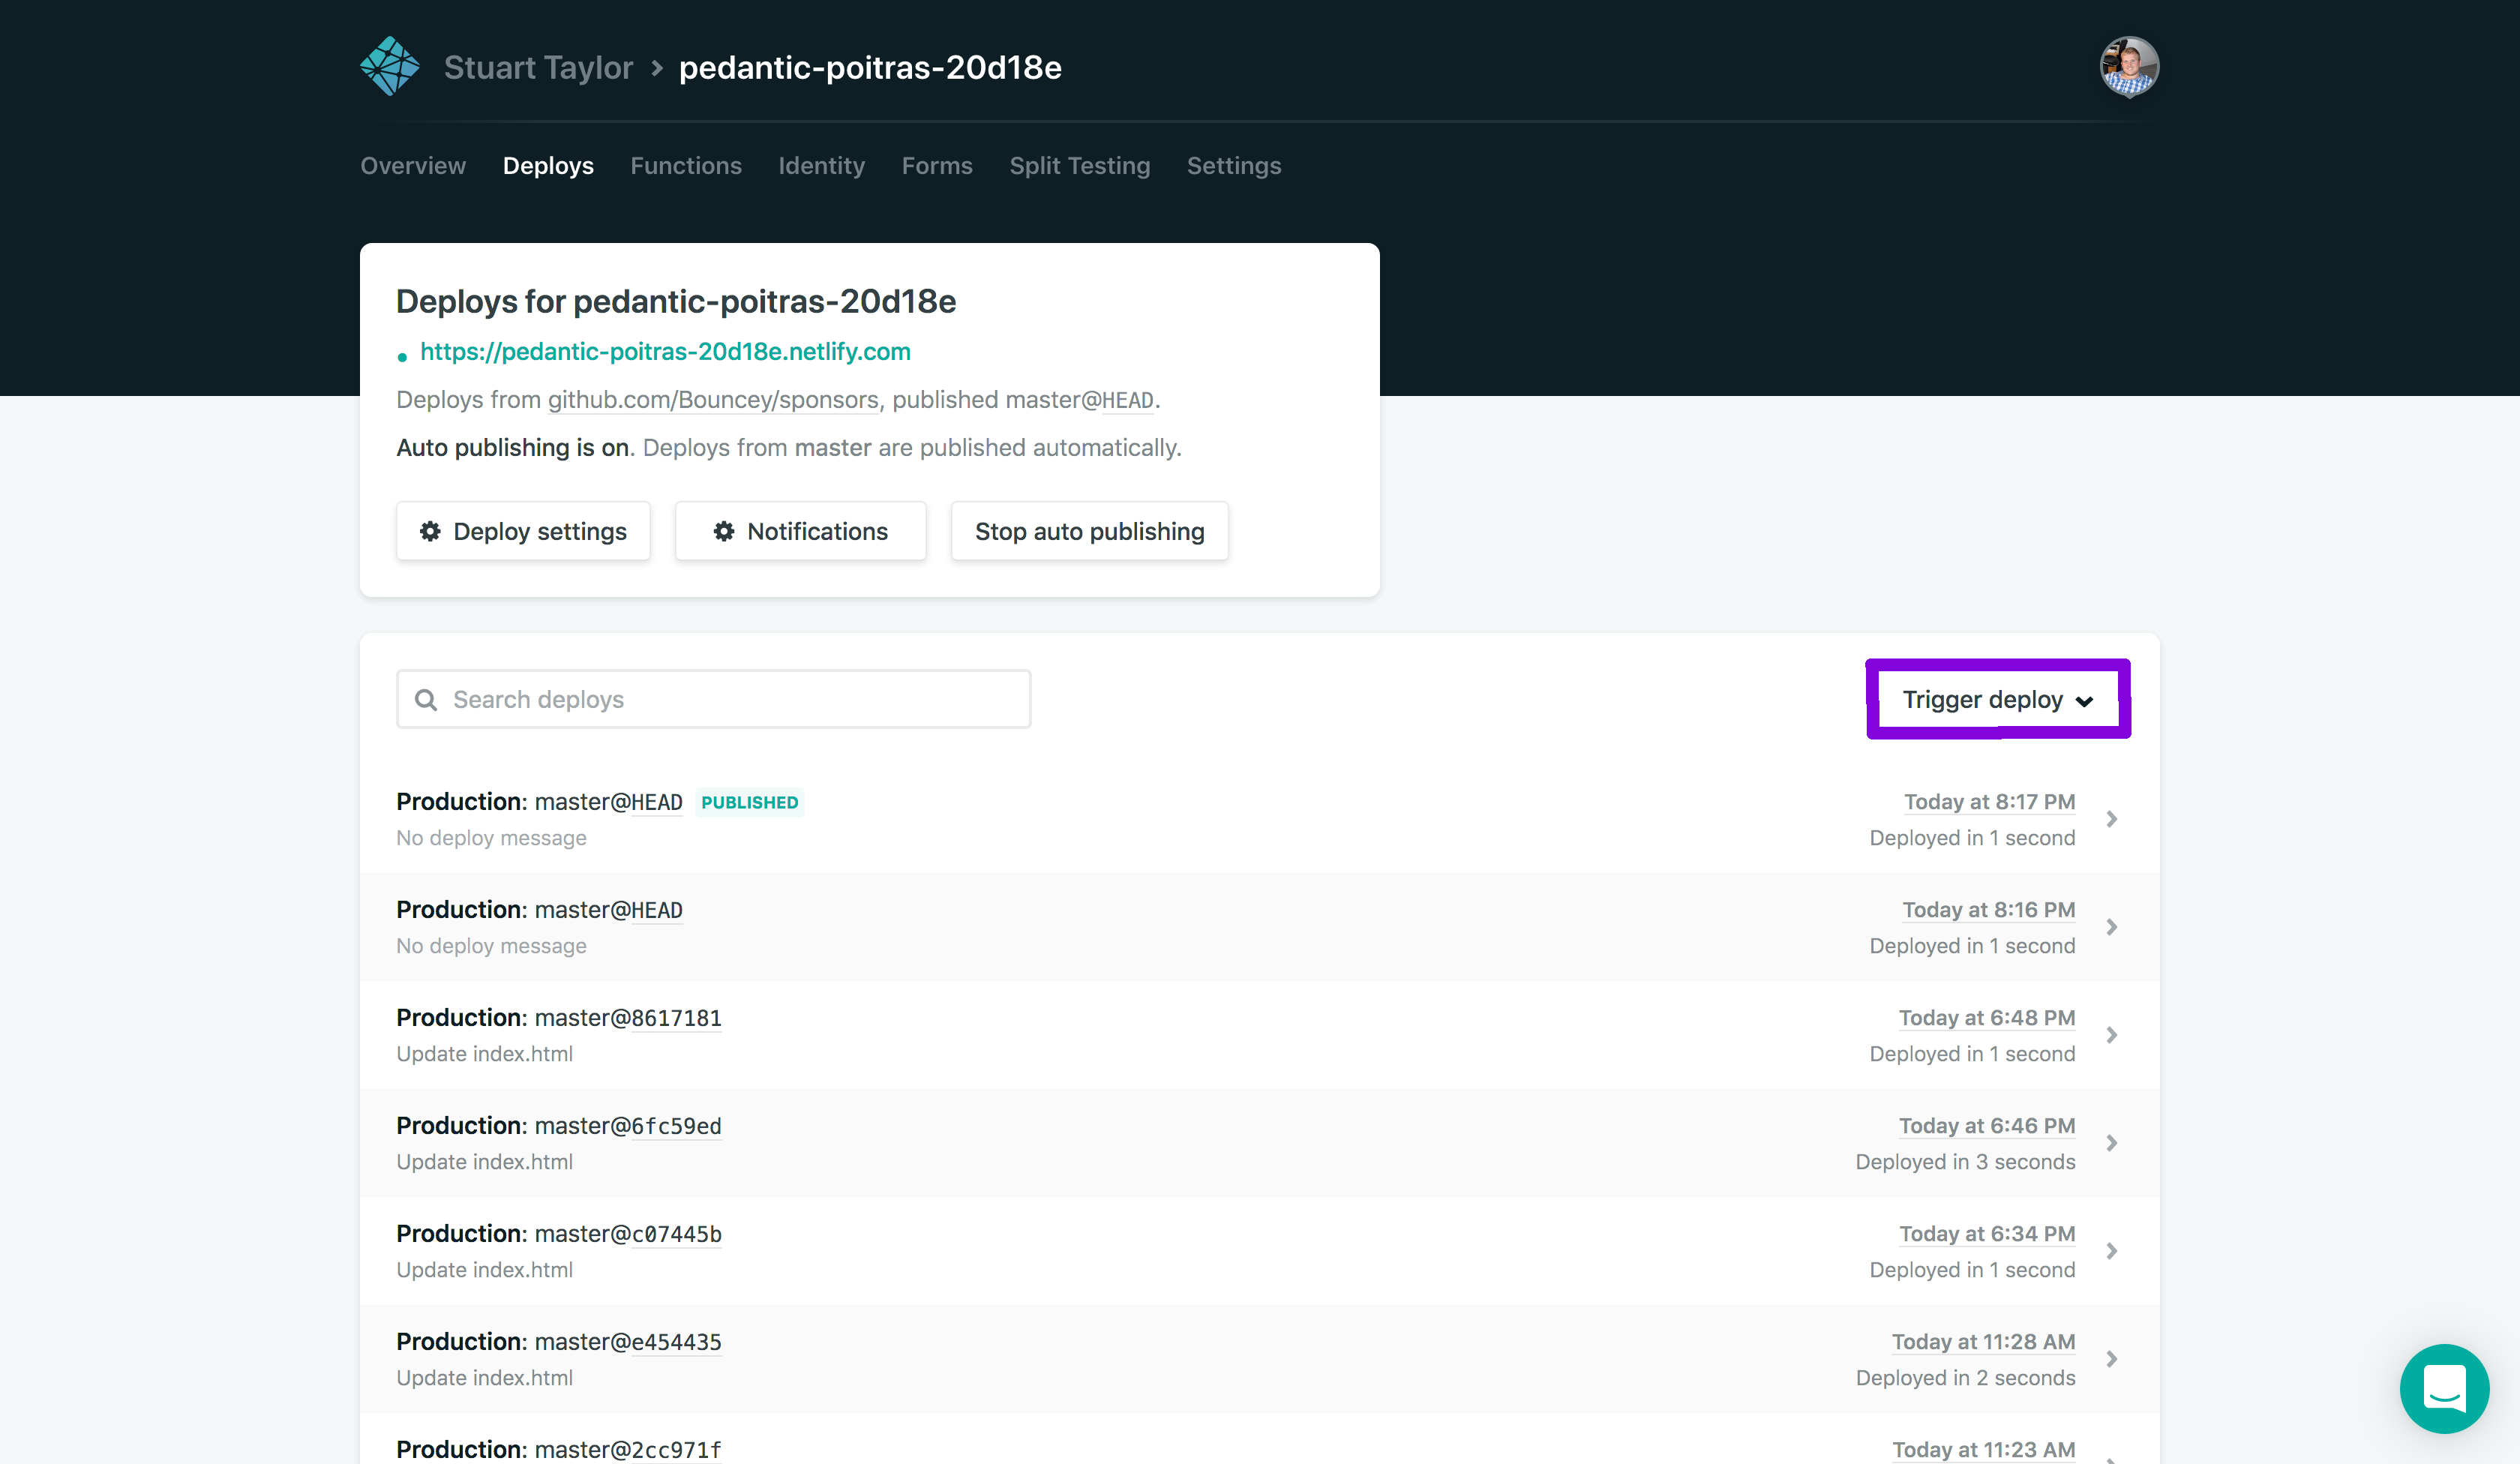 Stuart Taylor > pedantic-poitras-20d18e
Overview Deploys Functions Identity Forms Split Testing Settings
Deploys for pedantic-poitras-20d18e
https://pedantic-poitras-20d18e.netlify.com
Deploys from github.com/Bouncey/sponsors, published master@HEAD.
Auto publishing is on. Deploys from master are published automatically.
Deploy settings Notifications Stop auto publishing
Search deploys Trigger deploy
Production: master@HEAD PUBLISHED Today at 8:17 PM
No deploy message Deployed in 1 second
Production: master@HEAD Today at 8:16 PM
No deploy message Deployed in 1 second
Production: master@8617181 Today at 6:48 PM
Update index.html Deployed in 1 second
Production: master@6fc59ed Today at 6:46 PM
Update index.html Deployed in 3 seconds
Production: master@c07445b Today at 6:34 PM
Update index.html Deployed in 1 second
Production: master@e454435 Today at 11:28 AM
Update index.html Deployed in 2 seconds
Production: master@2cc971f Today at 11:23 AM